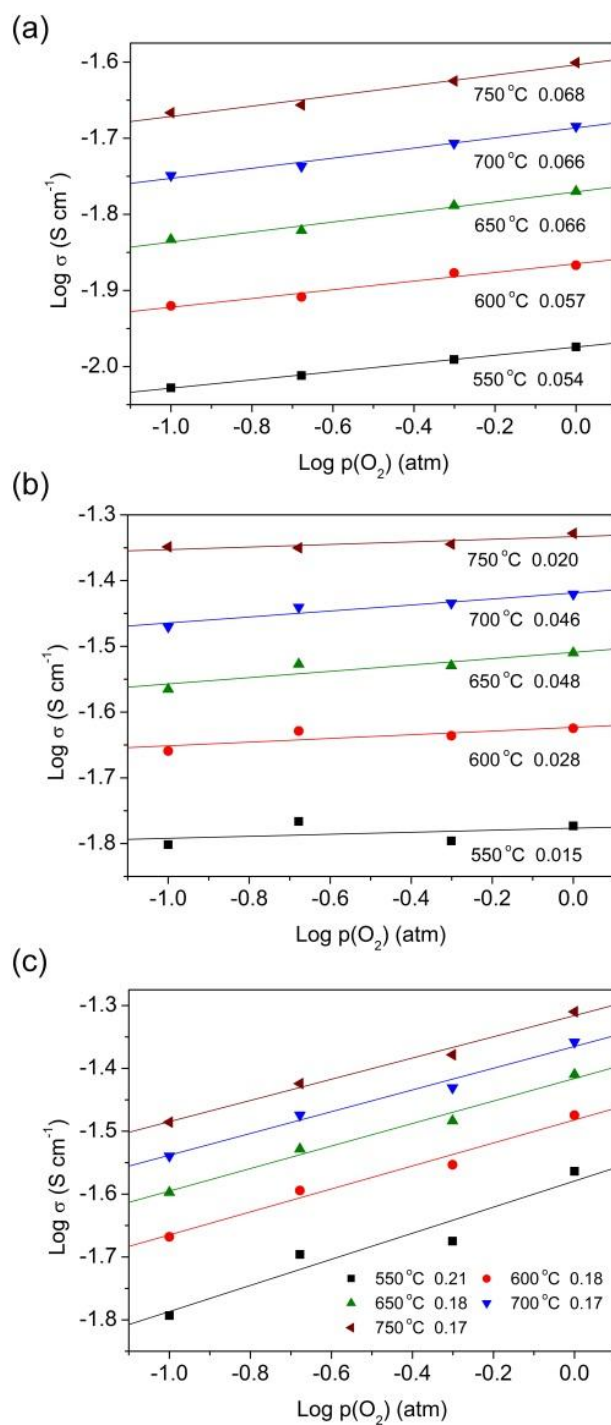 (a)
-1.6
-1.7
-1.8
-1.9
-2.0
Log σ (S cm⁻¹)
750 °C 0.068
700 °C 0.066
650 °C 0.066
600 °C 0.057
550 °C 0.054
-1.0 -0.8 -0.6 -0.4 -0.2 0.0
Log p(O₂) (atm)
(b)
-1.3
-1.4
-1.5
-1.6
-1.7
-1.8
Log σ (S cm⁻¹)
750 °C 0.020
700 °C 0.046
650 °C 0.048
600 °C 0.028
550 °C 0.015
-1.0 -0.8 -0.6 -0.4 -0.2 0.0
Log p(O₂) (atm)
(c)
-1.3
-1.4
-1.5
-1.6
-1.7
-1.8
Log σ (S cm⁻¹)
550 °C 0.21 600 °C 0.18
650 °C 0.18 700 °C 0.17
750 °C 0.17
-1.0 -0.8 -0.6 -0.4 -0.2 0.0
Log p(O₂) (atm)